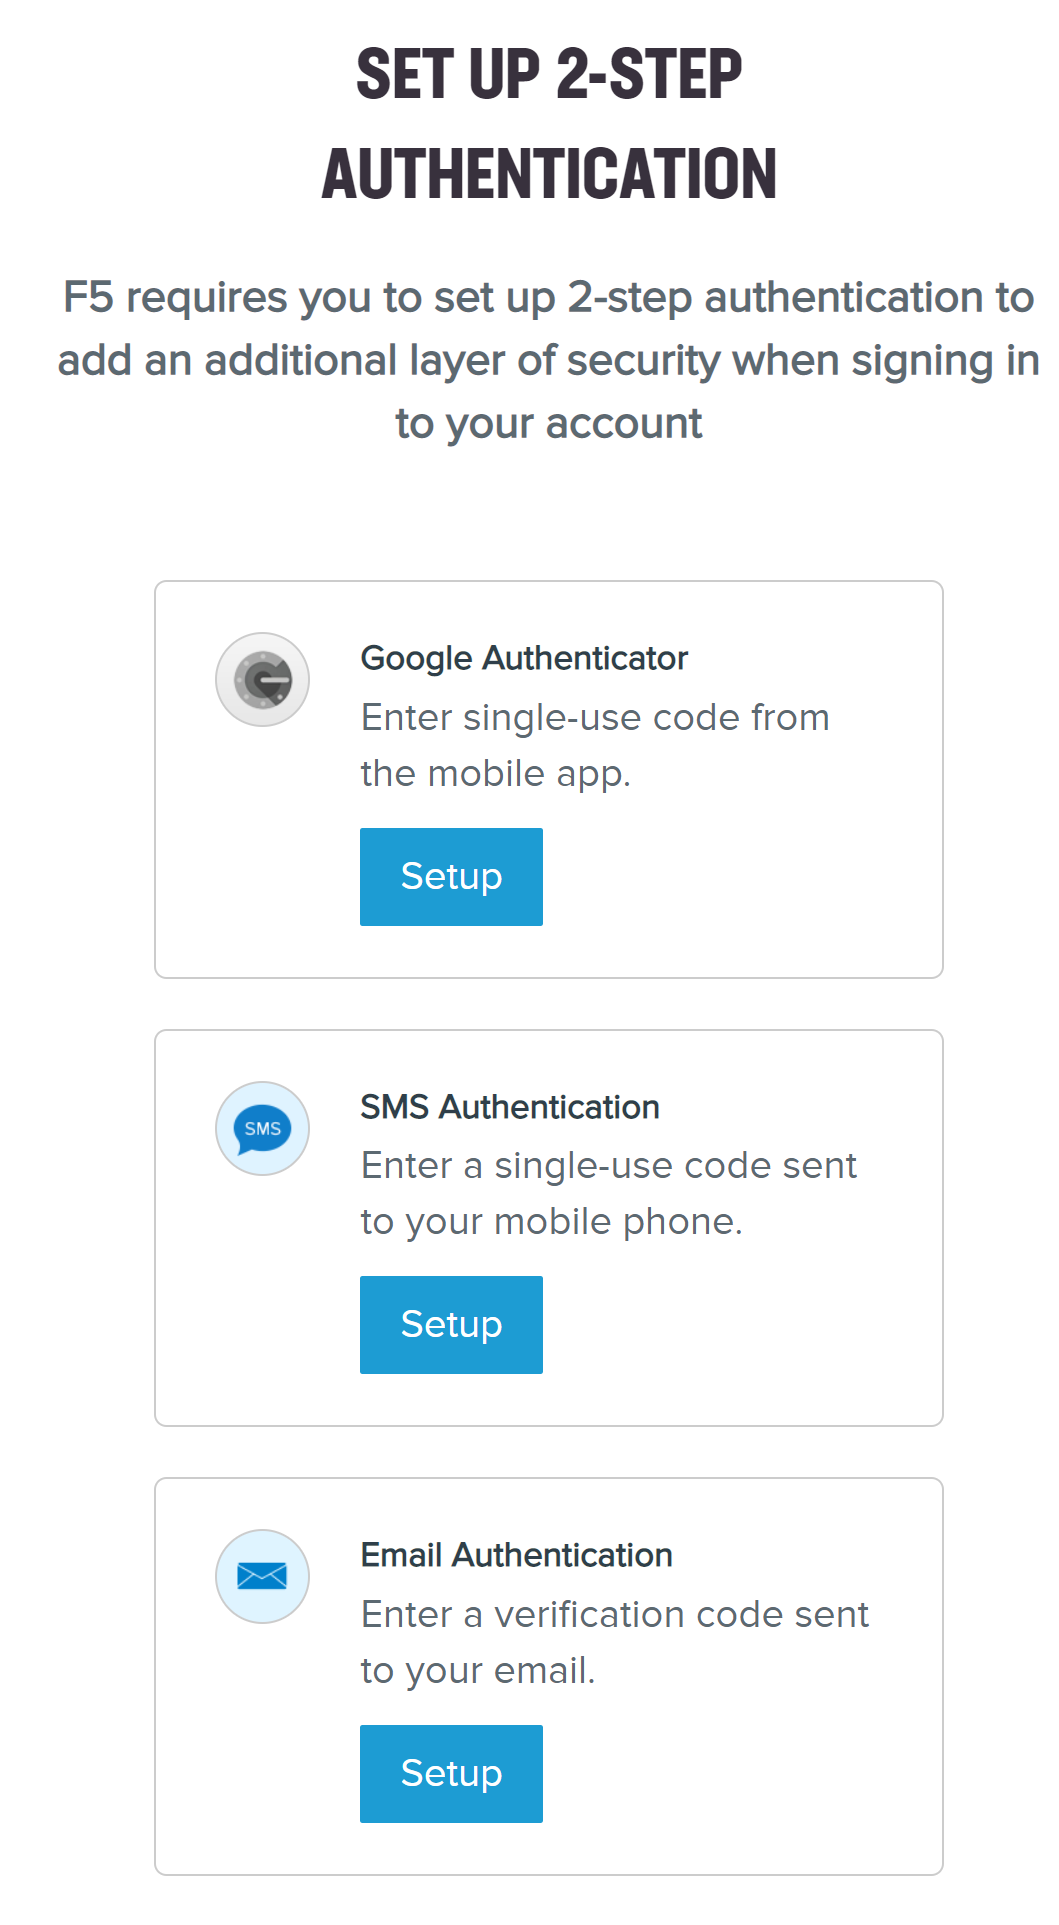 SET UP 2-STEP
AUTHENTICATION
F5 requires you to set up 2-step authentication to
add an additional layer of security when signing in
to your account
Google Authenticator
Enter single-use code from
the mobile app.
Setup
SMS
SMS Authentication
Enter a single-use code sent
to your mobile phone.
Setup
Email Authentication
Enter a verification code sent
to your email.
Setup